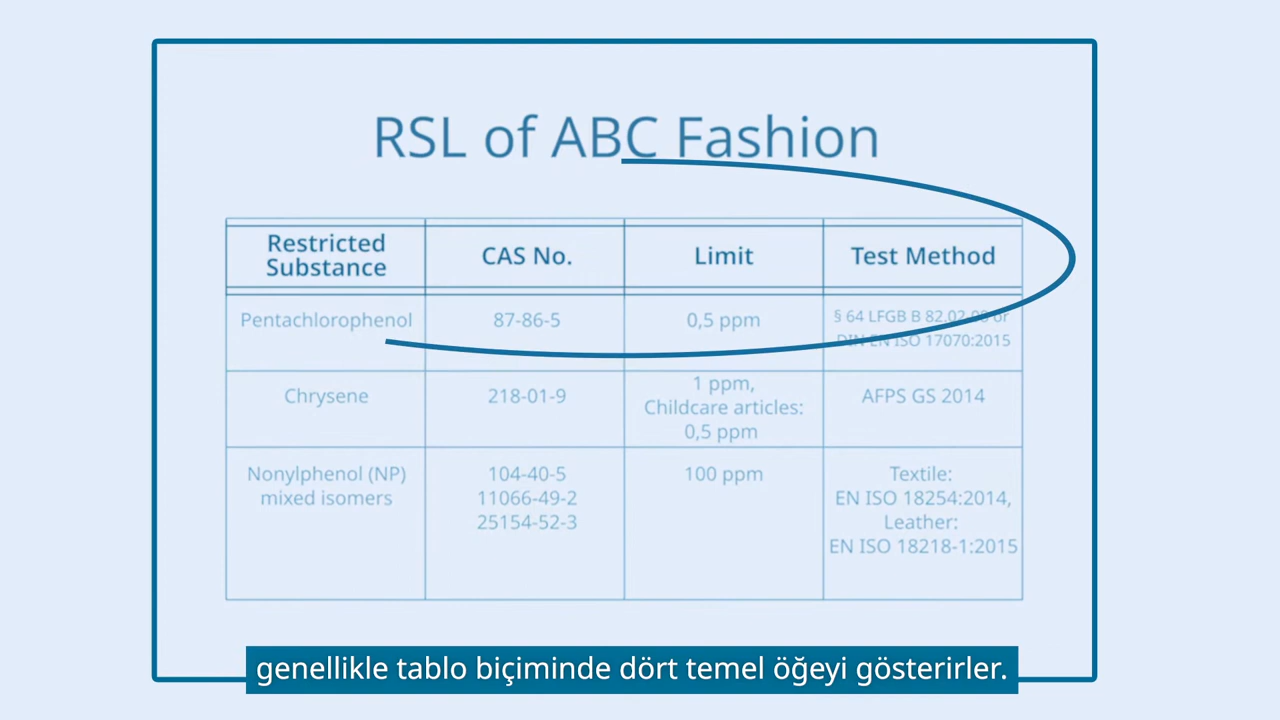 RSL of ABC Fashion
Restricted
Substance
CAS No.
Limit
Test Method
Pentachlorophenol
87-86-5
0,5 ppm
§ 64 LFGB B 82.02.08 or
DIN EN ISO 17070:2015
Chrysene
218-01-9
1 ppm,
Childcare articles:
0,5 ppm
AFPS GS 2014
Nonylphenol (NP)
mixed isomers
104-40-5
11066-49-2
25154-52-3
100 ppm
Textile:
EN ISO 18254:2014,
Leather:
EN ISO 18218-1:2015
genellikle tablo biçiminde dört temel öğeyi gösterirler.